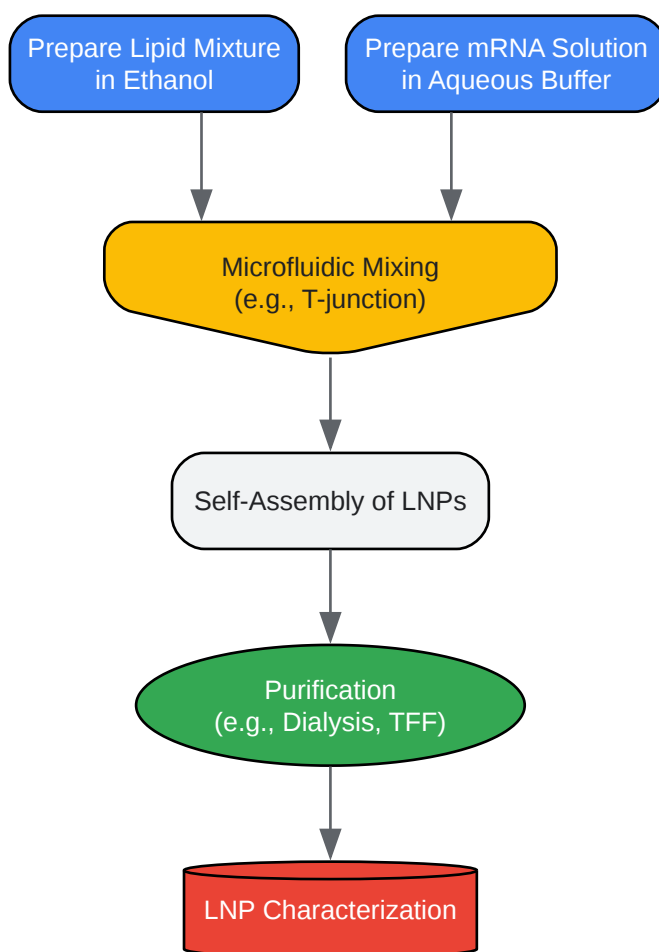 Prepare Lipid Mixture
in Ethanol
Prepare mRNA Solution
in Aqueous Buffer
Microfluidic Mixing
(e.g., T-junction)
Self-Assembly of LNPs
Purification
(e.g., Dialysis, TFF)
LNP Characterization